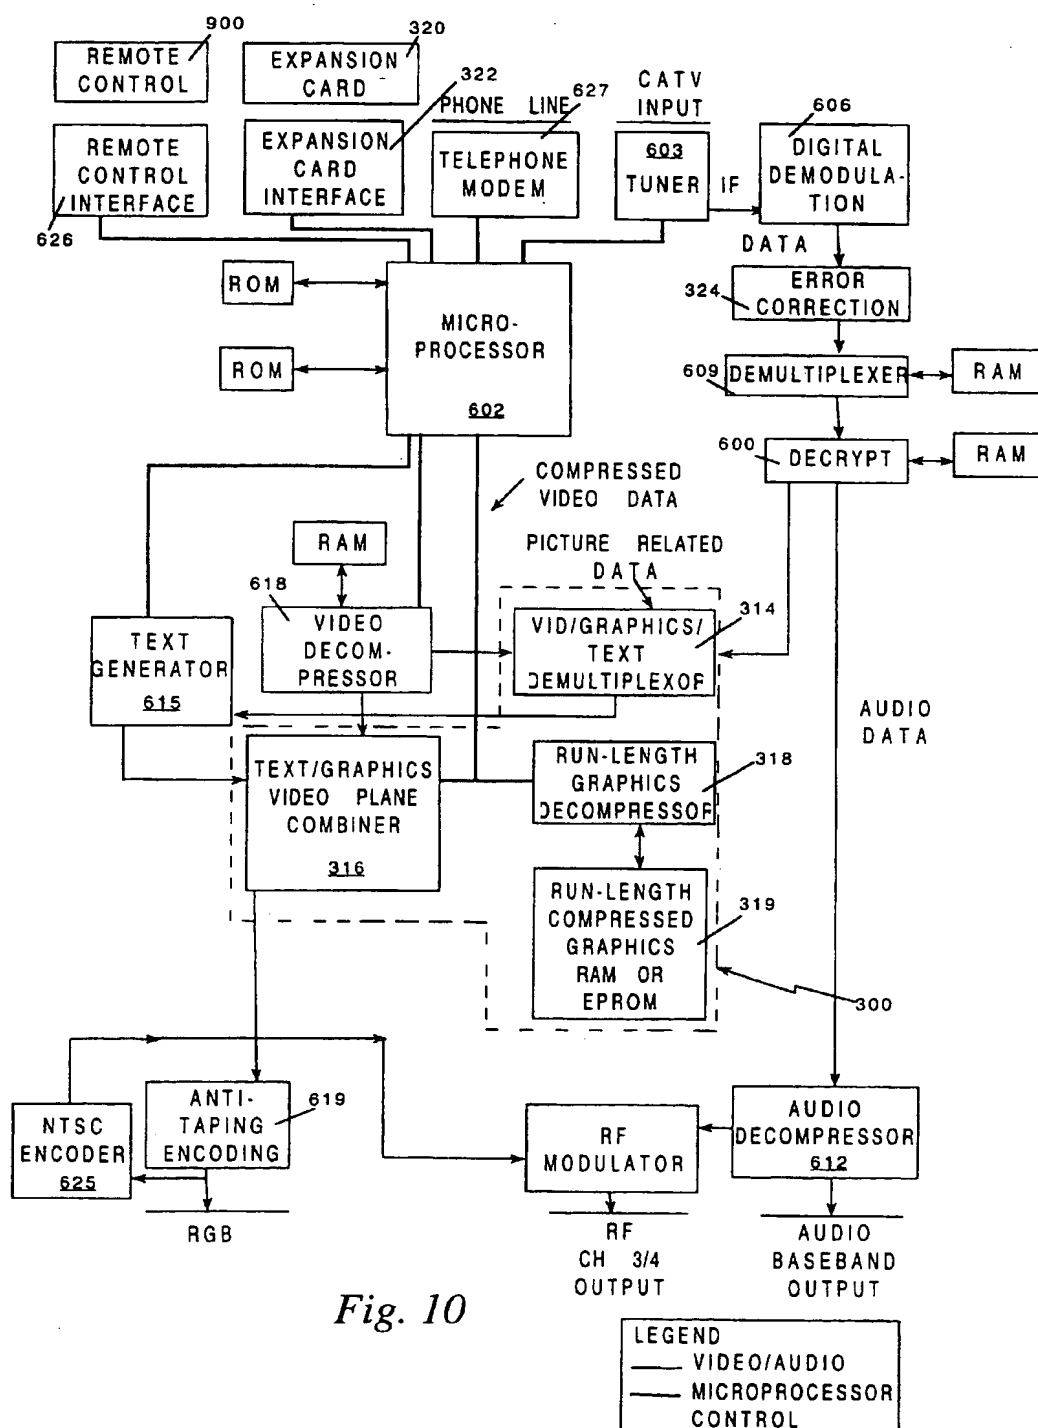 900
REMOTE
CONTROL
320
EXPANSION
CARD
322
PHONE LINE
627
CATV
INPUT
606
REMOTE
CONTROL
INTERFACE
626
EXPANSION
CARD
INTERFACE
TELEPHONE
MODEM
603
TUNER
IF
DIGITAL
DEMODULA-
TION
DATA
ROM
ROM
MICRO-
PROCESSOR
602
324
ERROR
CORRECTION
609
DEMULTIPLEXER
RAM
600
DECRYPT
RAM
COMPRESSED
VIDEO DATA
PICTURE RELATED
DATA
RAM
618
VIDEO
DECOM-
PRESSOR
314
VID/GRAPHICS/
TEXT
DEMULTIPLEXOR
TEXT
GENERATOR
615
AUDIO
DATA
TEXT/GRAPHICS
VIDEO PLANE
COMBINER
316
RUN-LENGTH
GRAPHICS
DECOMPRESSOR
318
RUN-LENGTH
COMPRESSED
GRAPHICS
RAM OR
EPROM
319
300
NTSC
ENCODER
625
ANTI-
TAPING
ENCODING
619
RGB
RF
MODULATOR
AUDIO
DECOMPRESSOR
612
RF
CH 3/4
OUTPUT
AUDIO
BASEBAND
OUTPUT
Fig. 10
LEGEND
VIDEO/AUDIO
MICROPROCESSOR
CONTROL